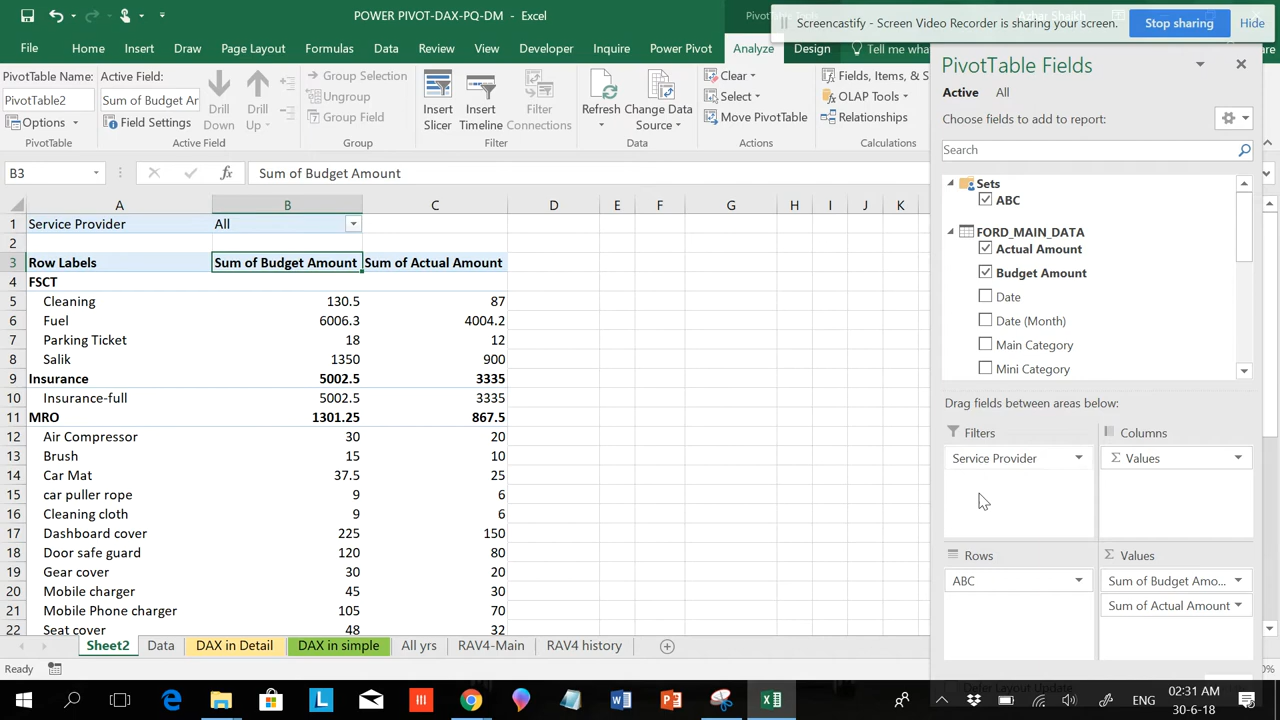 POWER PIVOT-DAX-PQ-DM - Excel
Screencastify - Screen Video Recorder is sharing your screen.
Stop sharing
Hide
File
Home
Insert
Draw
Page Layout
Formulas
Data
Review
View
Developer
Inquire
Power Pivot
Analyze
Design
Tell me wha
PivotTable Name:
PivotTable2
Options
PivotTable
Active Field:
Sum of Budget Ar
Field Settings
Drill Down
Drill Up
Active Field
Group Selection
Ungroup
Group Field
Group
Insert Slicer
Insert Timeline
Filter Connections
Filter
Refresh
Change Data Source
Data
Clear
Select
Move PivotTable
Actions
Fields, Items, & S
OLAP Tools
Relationships
Calculations
B3
fx
Sum of Budget Amount
A B C D E F G H I J K
1 Service Provider All
2
3 Row Labels Sum of Budget Amount Sum of Actual Amount
4 FSCT
5 Cleaning 130.5 87
6 Fuel 6006.3 4004.2
7 Parking Ticket 18 12
8 Salik 1350 900
9 Insurance 5002.5 3335
10 Insurance-full 5002.5 3335
11 MRO 1301.25 867.5
12 Air Compressor 30 20
13 Brush 15 10
14 Car Mat 37.5 25
15 car puller rope 9 6
16 Cleaning cloth 9 6
17 Dashboard cover 225 150
18 Door safe guard 120 80
19 Gear cover 30 20
20 Mobile charger 45 30
21 Mobile Phone charger 105 70
22 Seat cover 48 32
Sheet2
Data
DAX in Detail
DAX in simple
All yrs
RAV4-Main
RAV4 history
Ready
PivotTable Fields
Active
All
Choose fields to add to report:
Search
Sets
ABC
FORD_MAIN_DATA
Actual Amount
Budget Amount
Date
Date (Month)
Main Category
Mini Category
Drag fields between areas below:
Filters
Service Provider
Columns
Σ Values
Rows
ABC
Σ Values
Sum of Budget Amo...
Sum of Actual Amount
Defer Layout Update
ENG
02:31 AM
30-6-18